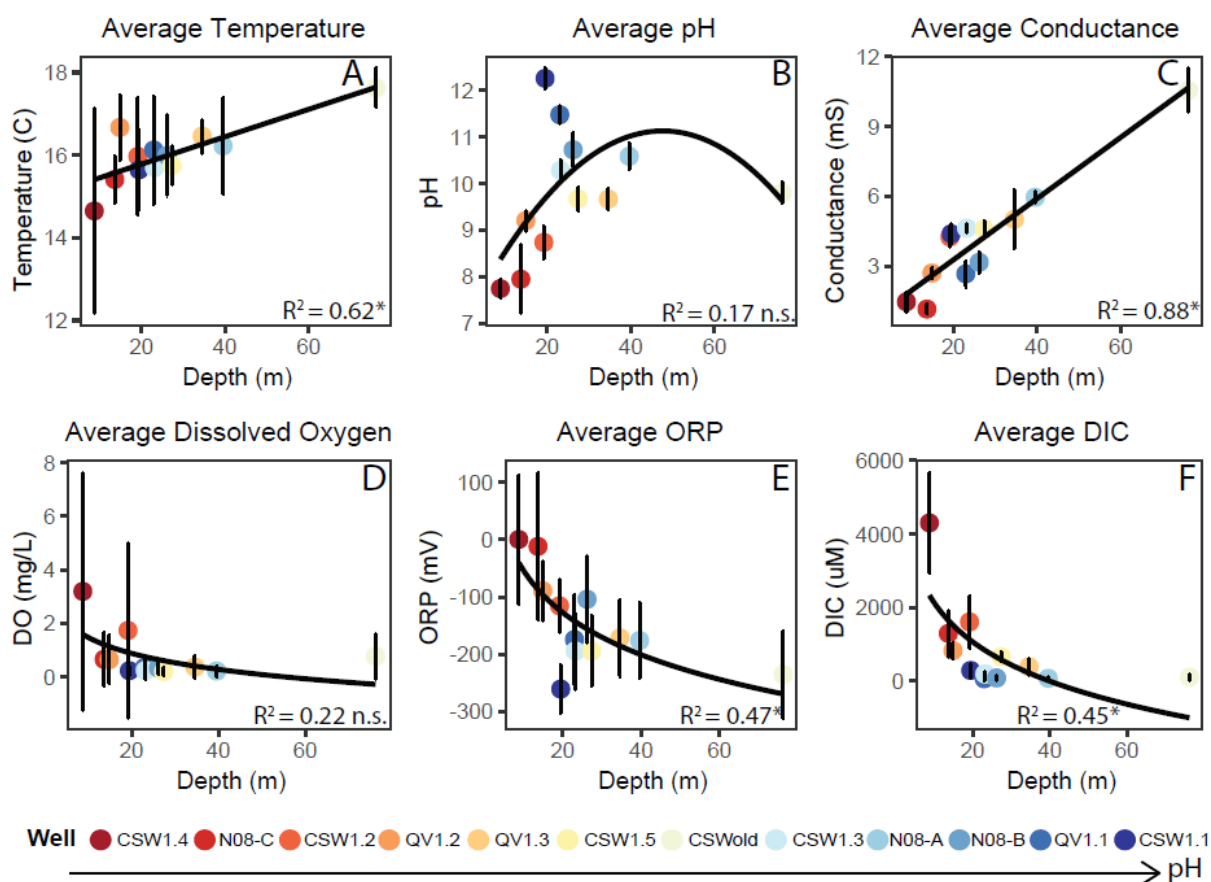 Average Temperature
A
Temperature (C)
18
16
14
12
20
40
60
Depth (m)
R² = 0.62*
Average pH
B
pH
12
11
10
9
8
7
20
40
60
Depth (m)
R² = 0.17 n.s.
Average Conductance
C
Conductance (mS)
12
9
6
3
20
40
60
Depth (m)
R² = 0.88*
Average Dissolved Oxygen
D
DO (mg/L)
8
6
4
2
0
20
40
60
Depth (m)
R² = 0.22 n.s.
Average ORP
E
ORP (mV)
100
0
-100
-200
-300
20
40
60
Depth (m)
R² = 0.47*
Average DIC
F
DIC (uM)
6000
4000
2000
0
20
40
60
Depth (m)
R² = 0.45*
Well CSW1.4 N08-C CSW1.2 QV1.2 QV1.3 CSW1.5 CSWold CSW1.3 N08-A N08-B QV1.1 CSW1.1
pH